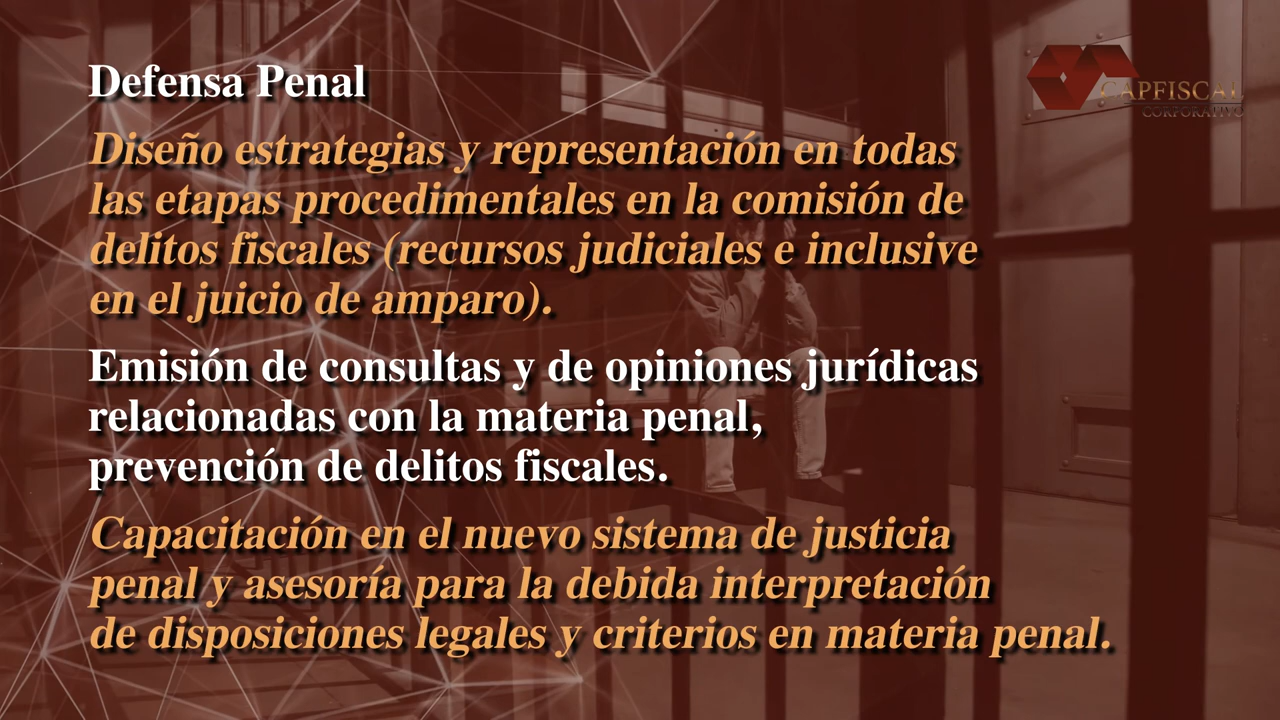 Defensa Penal
CAPFISCAL
CORPORATIVO
Diseño estrategias y representación en todas
las etapas procedimentales en la comisión de
delitos fiscales (recursos judiciales e inclusive
en el juicio de amparo).
Emisión de consultas y de opiniones jurídicas
relacionadas con la materia penal,
prevención de delitos fiscales.
Capacitación en el nuevo sistema de justicia
penal y asesoría para la debida interpretación
de disposiciones legales y criterios en materia penal.